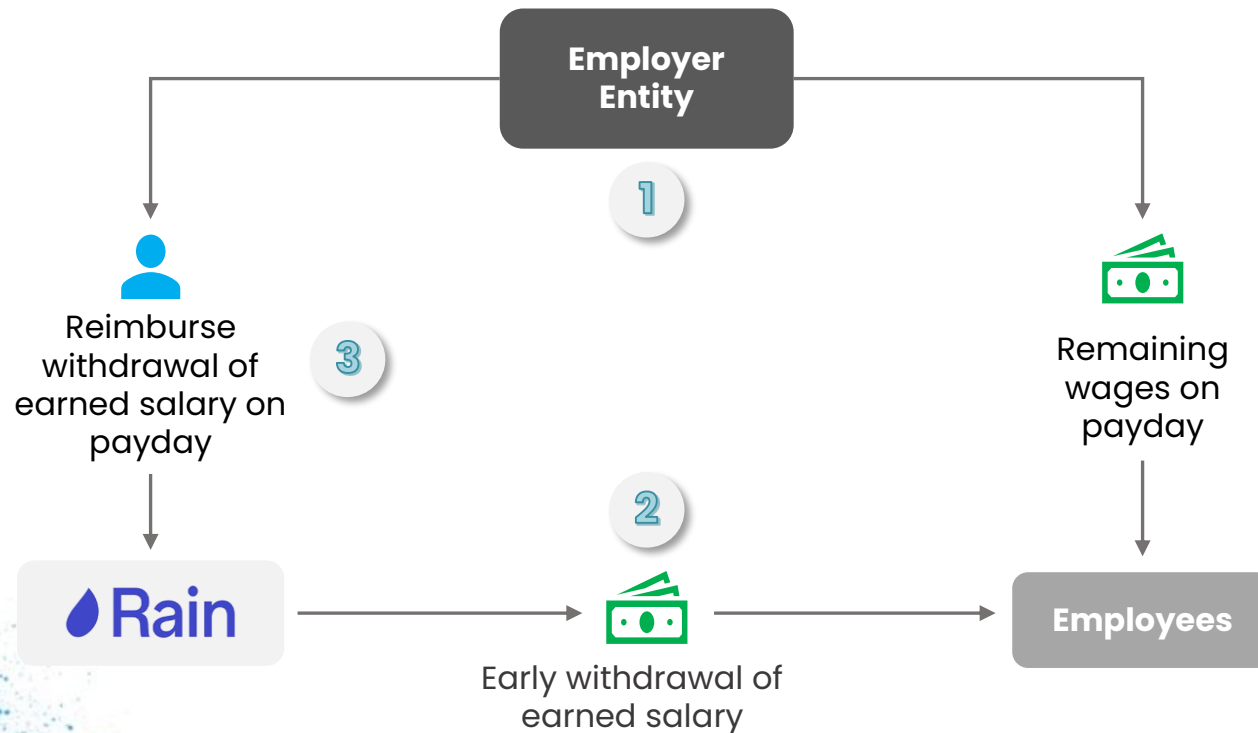 Employer
Entity
1
Reimburse
withdrawal of
earned salary on
payday
3
Remaining
wages on
payday
2
Rain
Early withdrawal of
earned salary
Employees